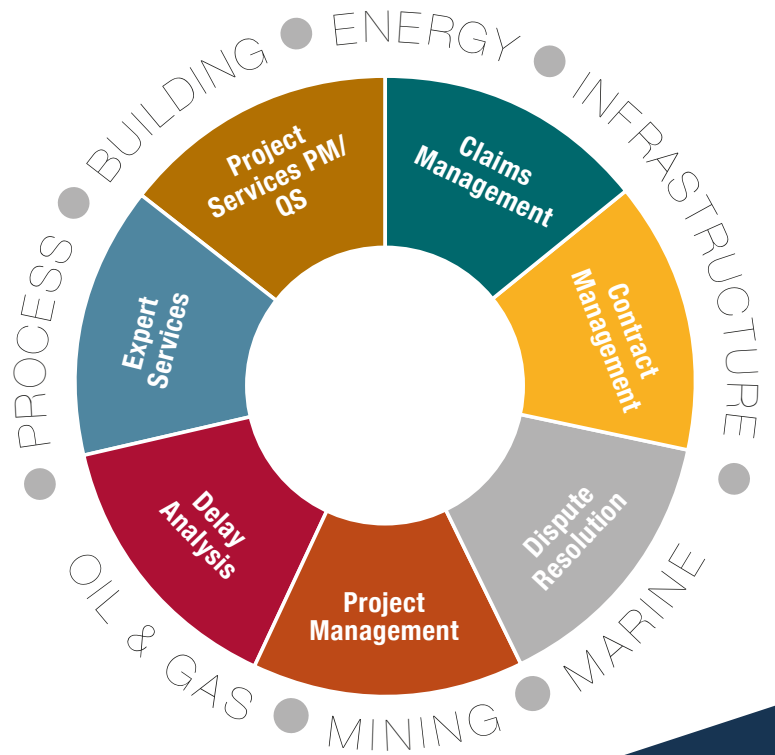 ENERGY
INFRASTRUCTURE
MARINE
MINING
OIL & GAS
PROCESS
BUILDING
Claims
Management
Contract
Management
Dispute
Resolution
Project
Management
Delay
Analysis
Expert
Services
Project
Services PM/
QS